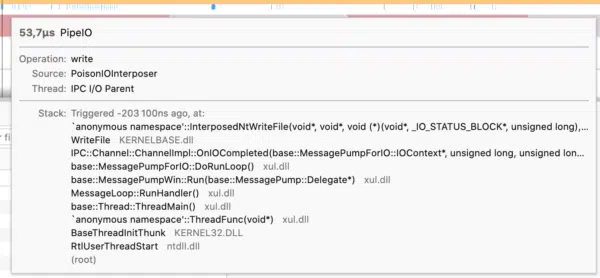 53,7μs PipeIO
Operation: write
Source: PoisonIOInterposer
Thread: IPC I/O Parent
Stack: Triggered -203 100ns ago, at:
`anonymous namespace'::InterposedNtWriteFile(void*, void*, void (*)(void*, _IO_STATUS_BLOCK*, unsigned long),...
WriteFile KERNELBASE.dll
IPC::Channel::ChannelImpl::OnIOCompleted(base::MessagePumpForIO::IOContext*, unsigned long, unsigned lon...
base::MessagePumpForIO::DoRunLoop() xul.dll
base::MessagePumpWin::Run(base::MessagePump::Delegate*) xul.dll
MessageLoop::RunHandler() xul.dll
base::Thread::ThreadMain() xul.dll
`anonymous namespace'::ThreadFunc(void*) xul.dll
BaseThreadInitThunk KERNEL32.DLL
RtlUserThreadStart ntdll.dll
(root)